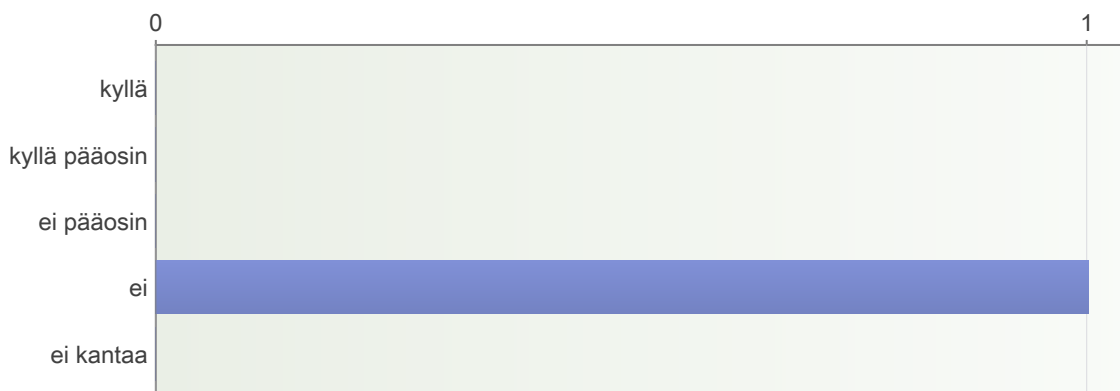 0 1
kyllä
kyllä pääosin
ei pääosin
ei
ei kantaa